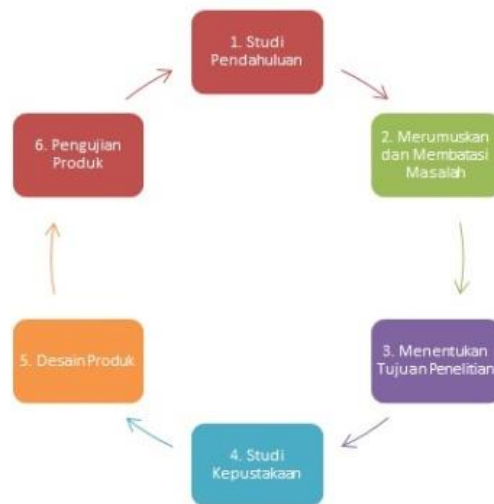 1. Studi
Pendahuluan
2. Merumuskan
dan Membatasi
Masalah
3. Menentukan
Tujuan Penelitian
4. Studi
Kepustakaan
5. Desain Produk
6. Pengujian
Produk